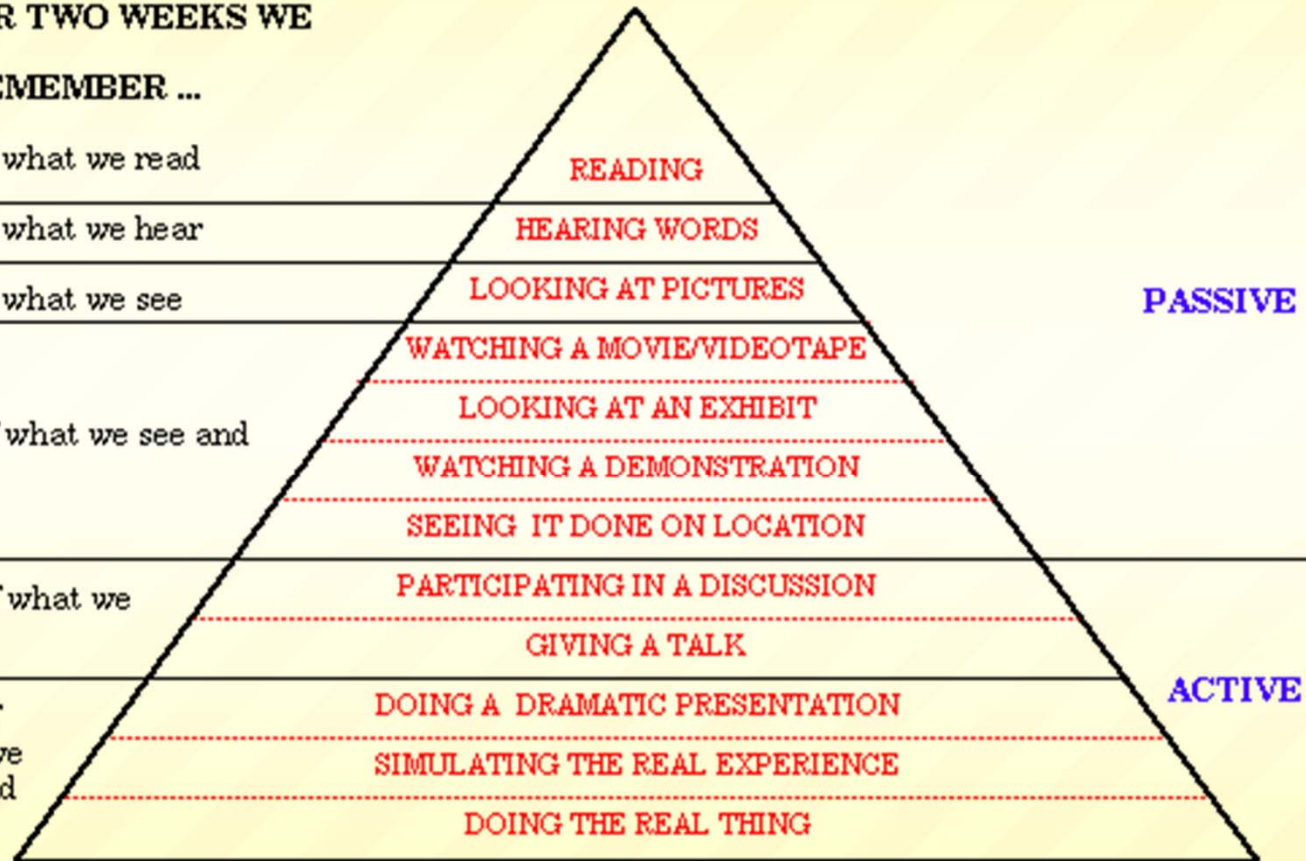 R TWO WEEKS WE
EMEMBER ...
what we read
READING
what we hear
HEARING WORDS
what we see
LOOKING AT PICTURES
PASSIVE
WATCHING A MOVIE/VIDEOTAPE
LOOKING AT AN EXHIBIT
what we see and
WATCHING A DEMONSTRATION
SEEING IT DONE ON LOCATION
PARTICIPATING IN A DISCUSSION
what we
GIVING A TALK
ACTIVE
DOING A DRAMATIC PRESENTATION
SIMULATING THE REAL EXPERIENCE
DOING THE REAL THING